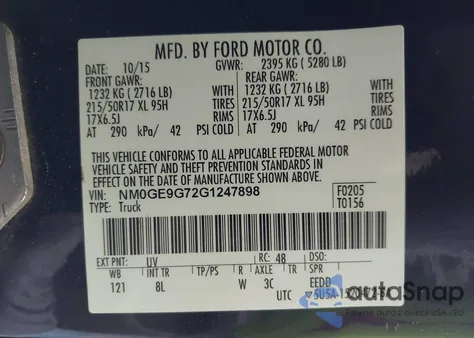 MFD. BY FORD MOTOR CO.
DATE: 10/15 GVWR: 2395 KG ( 5280 LB)
FRONT GAWR: REAR GAWR:
1232 KG ( 2716 LB) WITH 1232 KG ( 2716 LB) WITH
215/50R17 XL 95H TIRES 215/50R17 XL 95H TIRES
17X6.5J RIMS 17X6.5J RIMS
AT 290 kPa/ 42 PSI COLD AT 290 kPa/ 42 PSI COLD
THIS VEHICLE CONFORMS TO ALL APPLICABLE FEDERAL MOTOR
VEHICLE SAFETY AND THEFT PREVENTION STANDARDS IN EFFECT
ON THE DATE OF MANUFACTURE SHOWN ABOVE.
VIN: NM0GE9G72G1247898
TYPE: Truck
F0205
T0156
EXT PNT: UV RC: 48 DSO:
WB INT TR TP/PS R AXLE TR SPR
121 8L W 3C EEDD
UTC
autoSnap